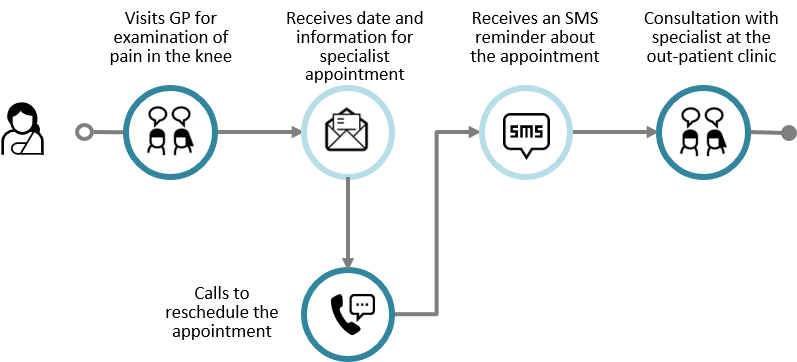 Visits GP for
examination of
pain in the knee
Receives date and
information for
specialist
appointment
Receives an SMS
reminder about
the appointment
Consultation with
specialist at the
out-patient clinic
sms
Calls to
reschedule the
appointment